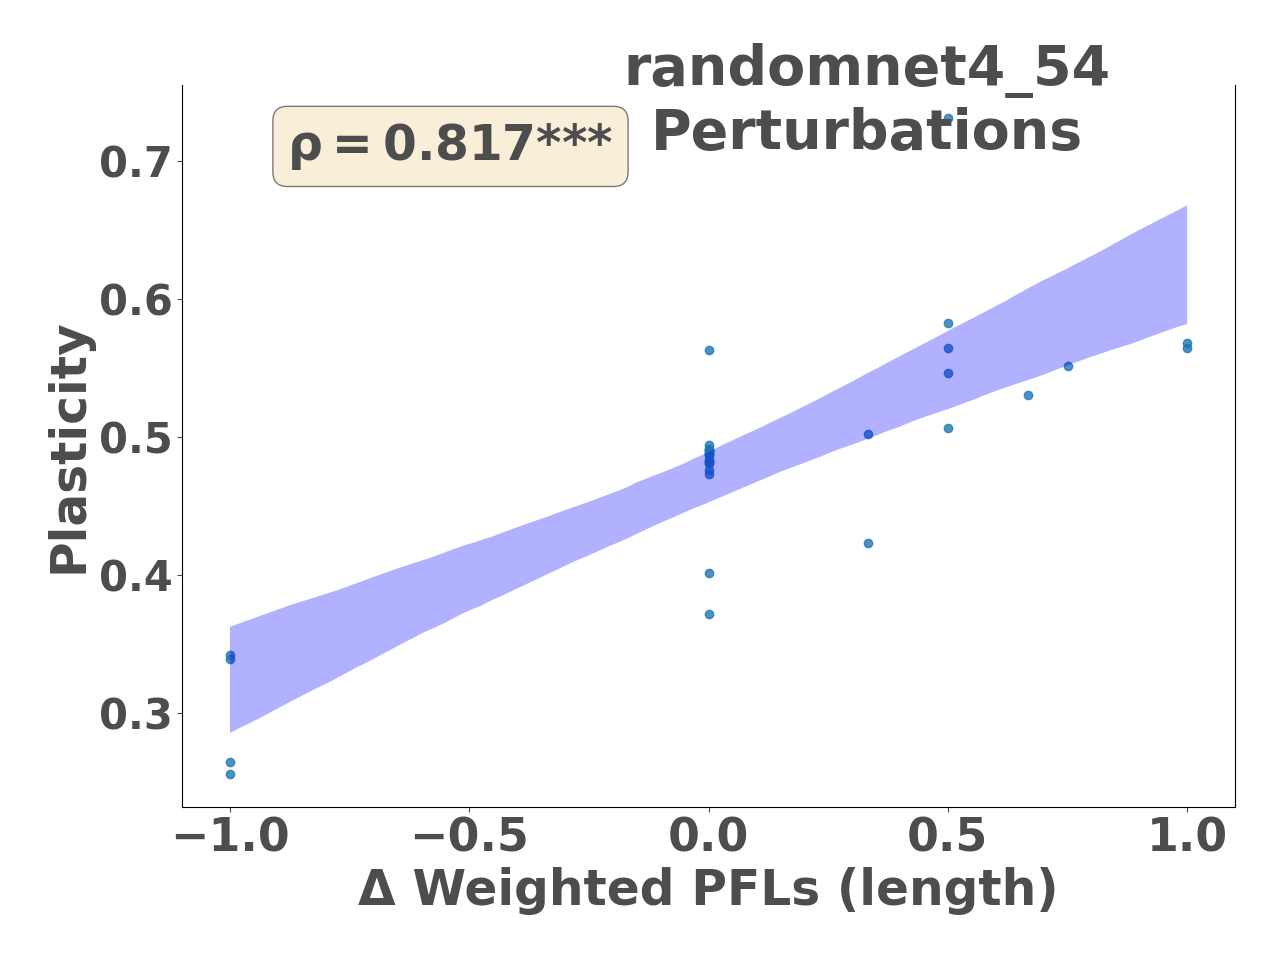 randomnet4_54
Perturbations
ρ = 0.817***
0.7
0.6
0.5
0.4
0.3
Plasticity
−1.0 −0.5 0.0 0.5 1.0
Δ Weighted PFLs (length)